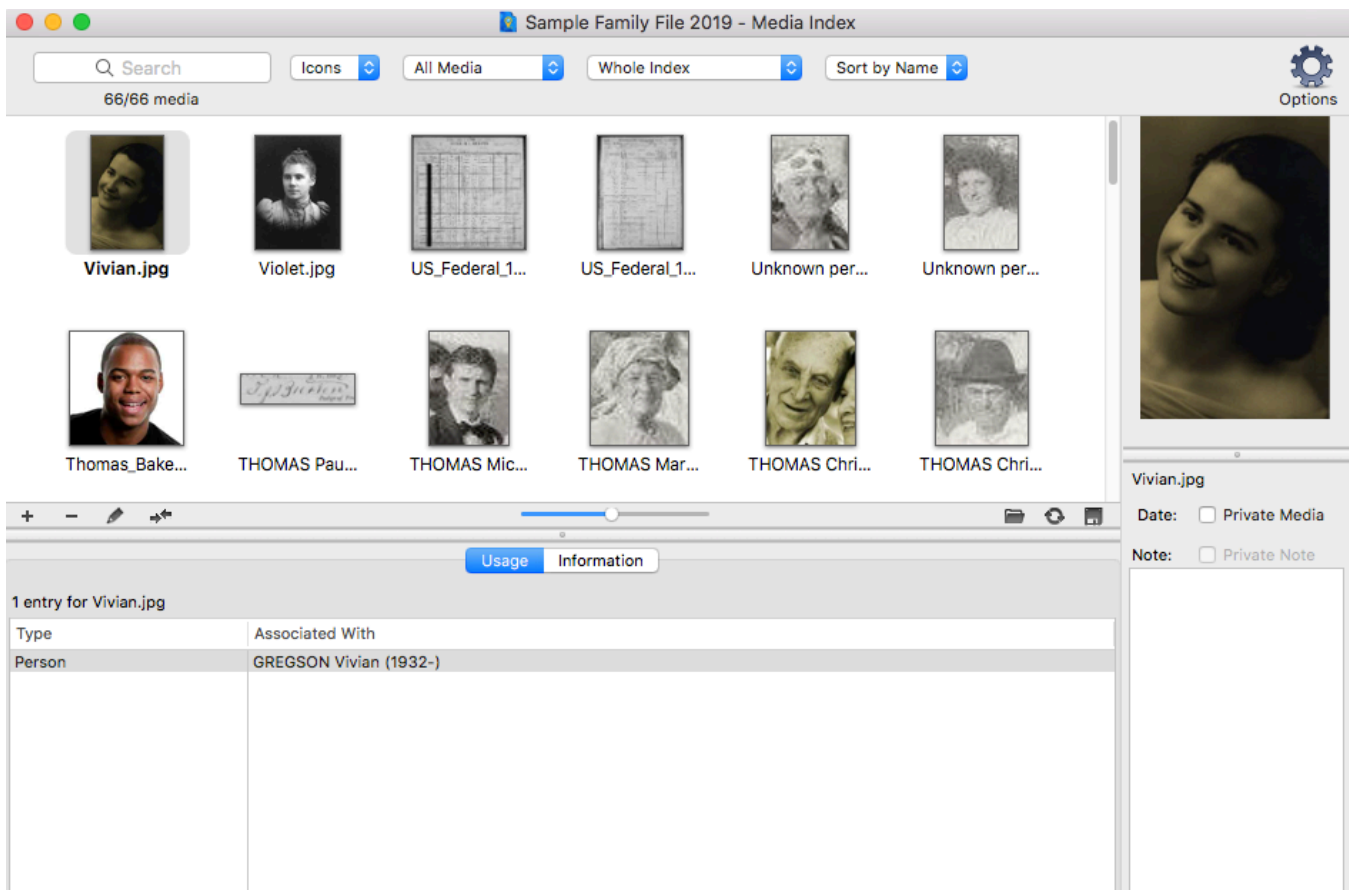 Sample Family File 2019 - Media Index
Search
Icons
All Media
Whole Index
Sort by Name
66/66 media
Options
Vivian.jpg
Violet.jpg
US_Federal_1...
US_Federal_1...
Unknown per...
Unknown per...
Thomas_Bake...
THOMAS Pau...
THOMAS Mic...
THOMAS Mar...
THOMAS Chri...
THOMAS Chri...
Vivian.jpg
Date:
Private Media
Note:
Private Note
Usage
Information
1 entry for Vivian.jpg
Type
Associated With
Person
GREGSON Vivian (1932-)